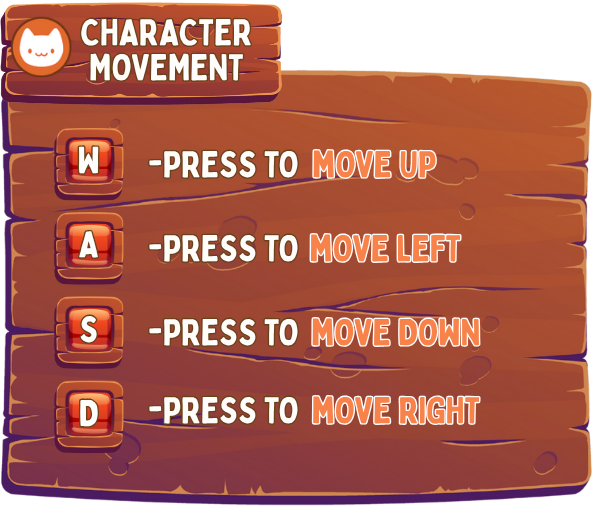 CHARACTER
MOVEMENT
W -PRESS TO MOVE UP
A -PRESS TO MOVE LEFT
S -PRESS TO MOVE DOWN
D -PRESS TO MOVE RIGHT